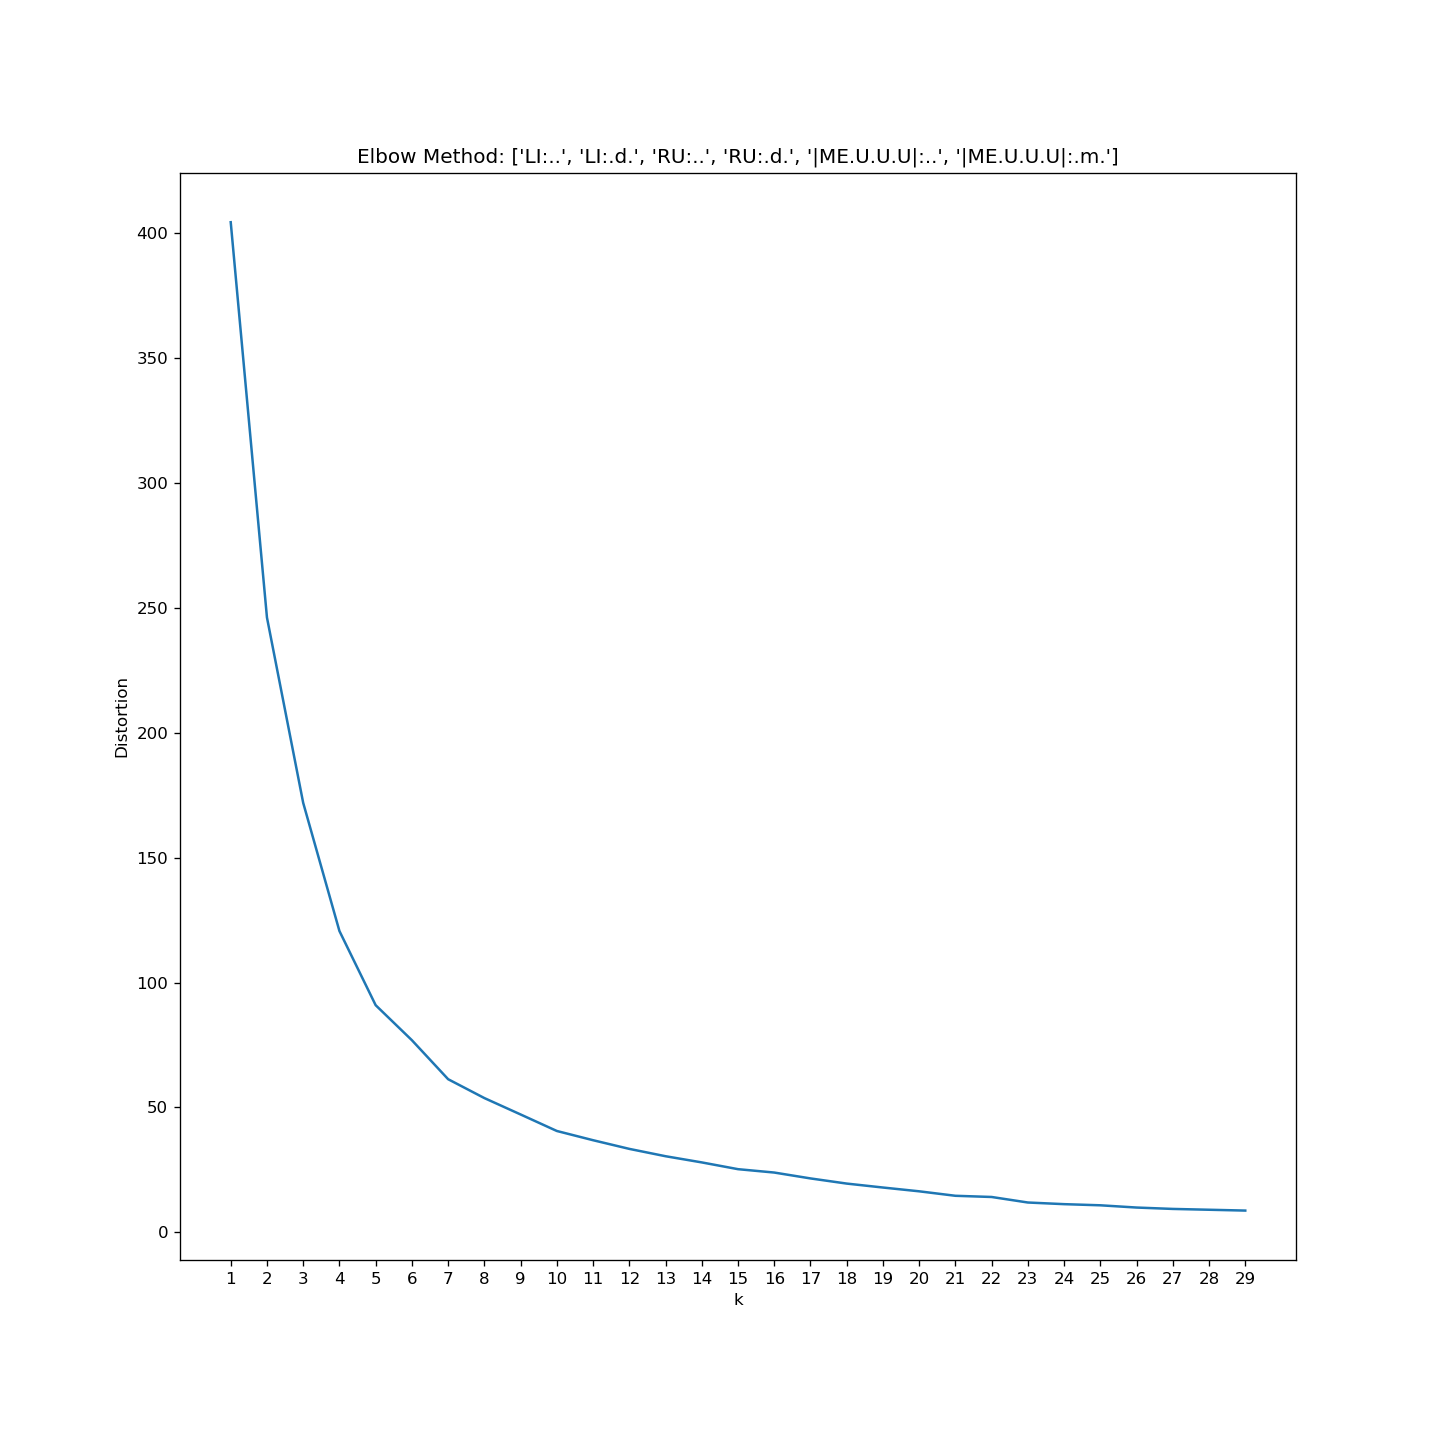 Elbow Method: ['LI:..', 'LI:.d.', 'RU:..', 'RU:.d.', '|ME.U.U.U|:..', '|ME.U.U.U|:.m.']
400
350
300
250
200
150
100
50
0
Distortion
1 2 3 4 5 6 7 8 9 10 11 12 13 14 15 16 17 18 19 20 21 22 23 24 25 26 27 28 29
k